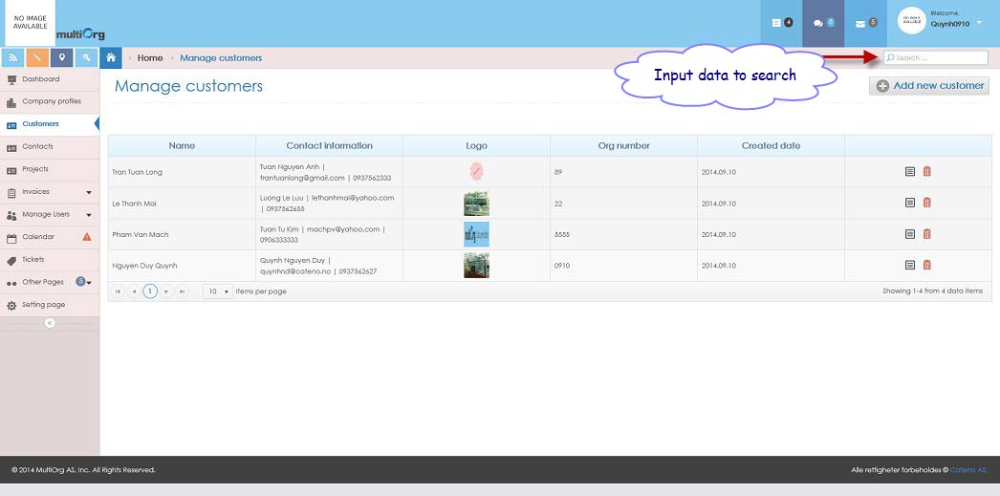 NO IMAGE
AVAILABLE
multiOrg
4
8
5
Welcome,
Quynh0910
Home
Manage customers
Search ...
Input data to search
Dashboard
Company profiles
Customers
Contacts
Projects
Invoices
Manage Users
Calendar
Tickets
Other Pages 5
Setting page
Manage customers
Add new customer
Name Contact information Logo Org number Created date
Tran Tuan Long
Tuan Nguyen Anh |
trantuanlong@gmail.com | 0937562333
89
2014.09.10
Le Thanh Mai
Luong Le Luu | lethanhmai@yahoo.com
| 0937562655
22
2014.09.10
Pham Van Mach
Tuan Tu Kim | machpv@yahoo.com |
0906333333
5555
2014.09.10
Nguyen Duy Quynh
Quynh Nguyen Duy |
quynhnd@cateno.no | 0937562627
0910
2014.09.10
1 10 items per page
Showing 1-4 from 4 data items
© 2014 MultiOrg AS, Inc. All Rights Reserved.
Alle rettigheter forbeholdes © Cateno AS.